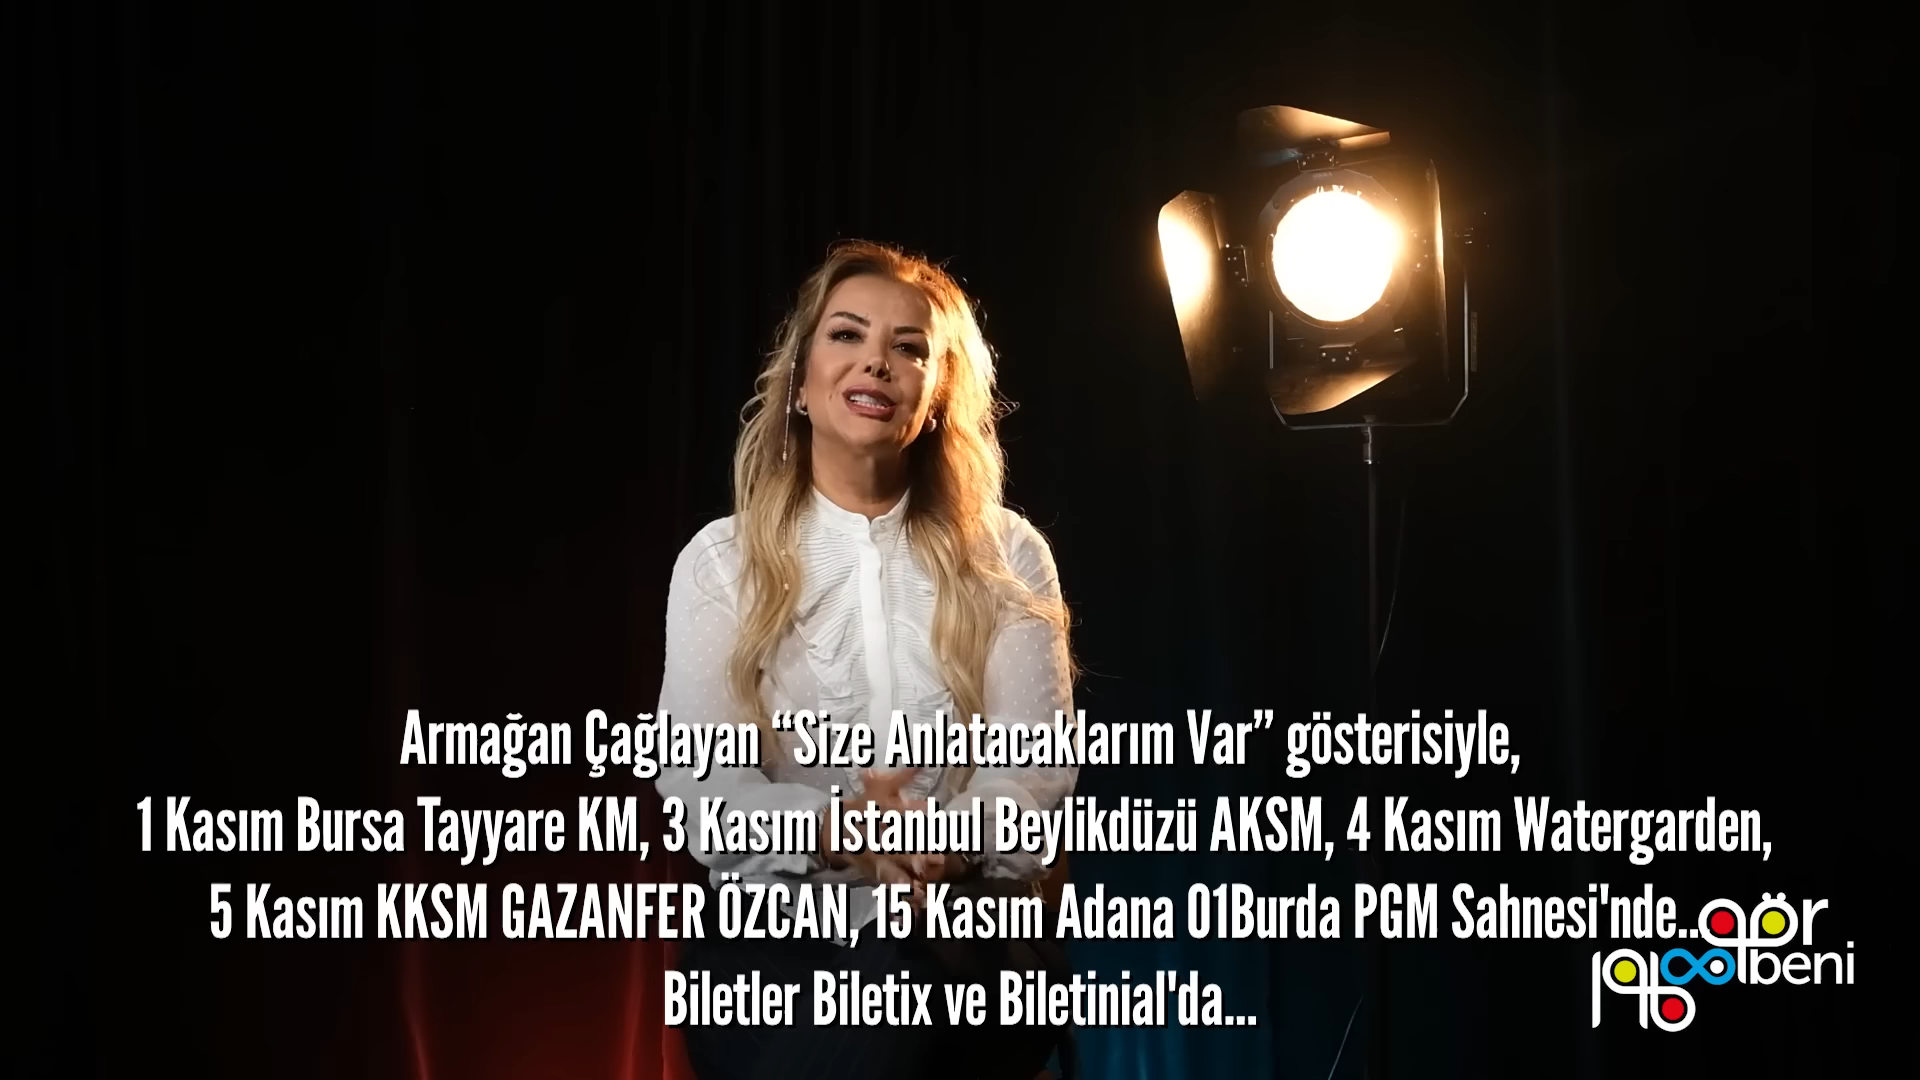 Armağan Çağlayan “Size Anlatacaklarım Var” gösterisiyle,
1 Kasım Bursa Tayyare KM, 3 Kasım İstanbul Beylikdüzü AKSM, 4 Kasım Watergarden,
5 Kasım KKSM GAZANFER ÖZCAN, 15 Kasım Adana 01Burda PGM Sahnesi'nde...
Biletler Biletix ve Biletinial'da...
gör
beni